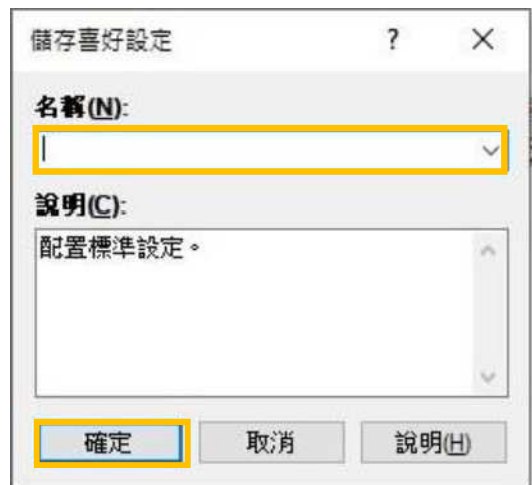 儲存喜好設定 ? ×
名稱(N):
說明(C):
配置標準設定。
確定 取消 說明(H)